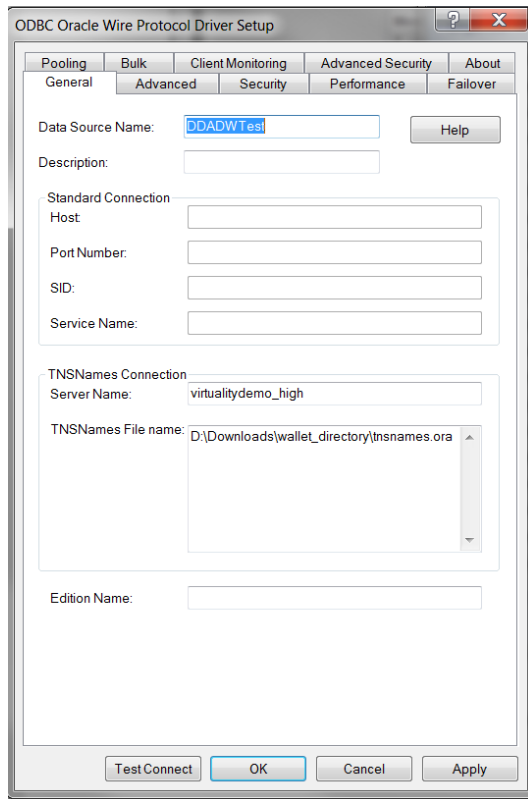 ODBC Oracle Wire Protocol Driver Setup
?
X
Pooling Bulk Client Monitoring Advanced Security About
General Advanced Security Performance Failover
Data Source Name: DDADWTest Help
Description:
Standard Connection
Host:
Port Number:
SID:
Service Name:
TNSNames Connection
Server Name: virtualitydemo_high
TNSNames File name: D:\Downloads\wallet_directory\tnsnames.ora
Edition Name:
Test Connect OK Cancel Apply